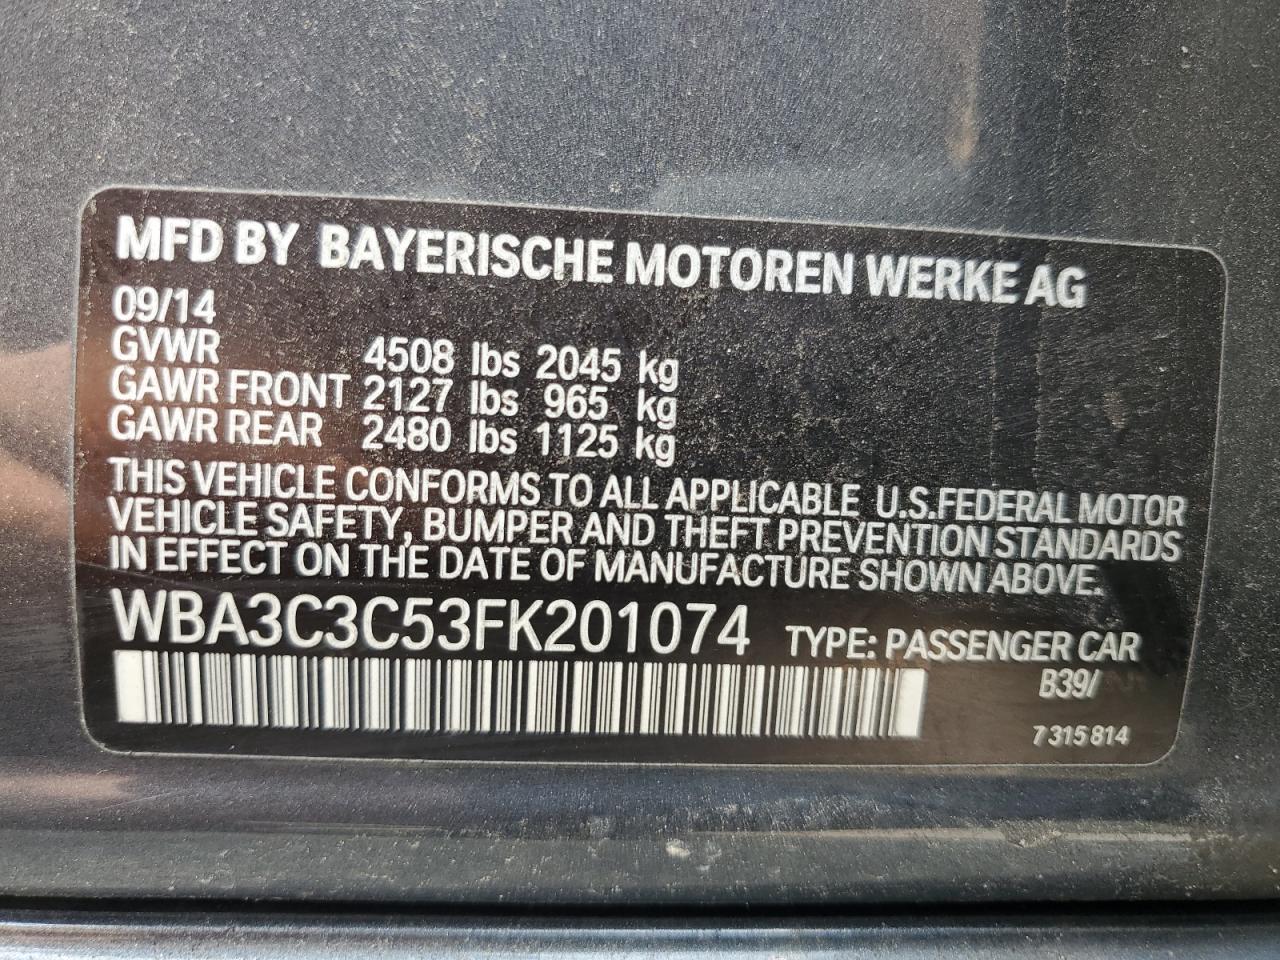 MFD BY BAYERISCHE MOTOREN WERKE AG
09/14
GVWR 4508 lbs 2045 kg
GAWR FRONT 2127 lbs 965 kg
GAWR REAR 2480 lbs 1125 kg
THIS VEHICLE CONFORMS TO ALL APPLICABLE U.S.FEDERAL MOTOR
VEHICLE SAFETY, BUMPER AND THEFT PREVENTION STANDARDS
IN EFFECT ON THE DATE OF MANUFACTURE SHOWN ABOVE.
WBA3C3C53FK201074 TYPE: PASSENGER CAR
B39/
7 315 814